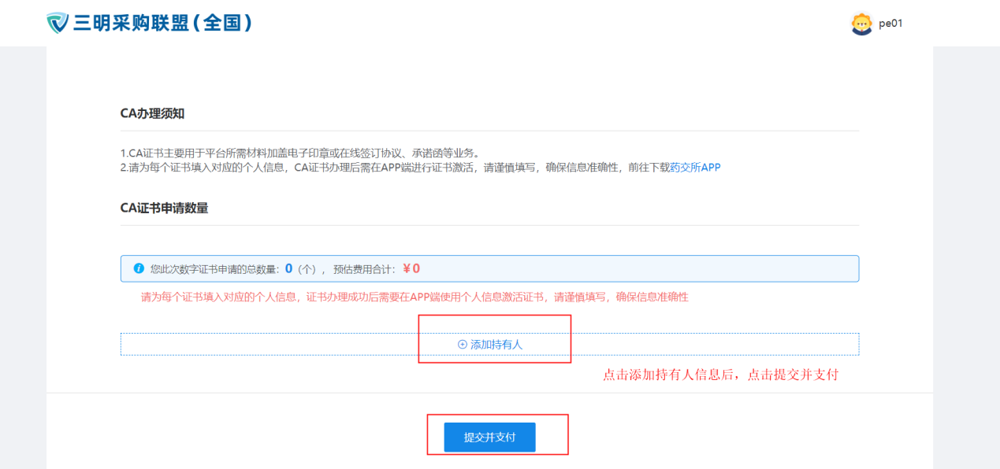 三明采购联盟(全国)
pe01
CA办理须知
1.CA证书主要用于平台所需材料加盖电子印章或在线签订协议、承诺函等业务。
2.请为每个证书填入对应的个人信息，CA证书办理后需在APP端进行证书激活，请谨慎填写，确保信息准确性，前往下载药交所APP
CA证书申请数量
您此次数字证书申请的总数量：0（个）， 预估费用合计：￥0
请为每个证书填入对应的个人信息，证书办理成功后需要在APP端使用个人信息激活证书，请谨慎填写，确保信息准确性
添加持有人
点击添加持有人信息后，点击提交并支付
提交并支付